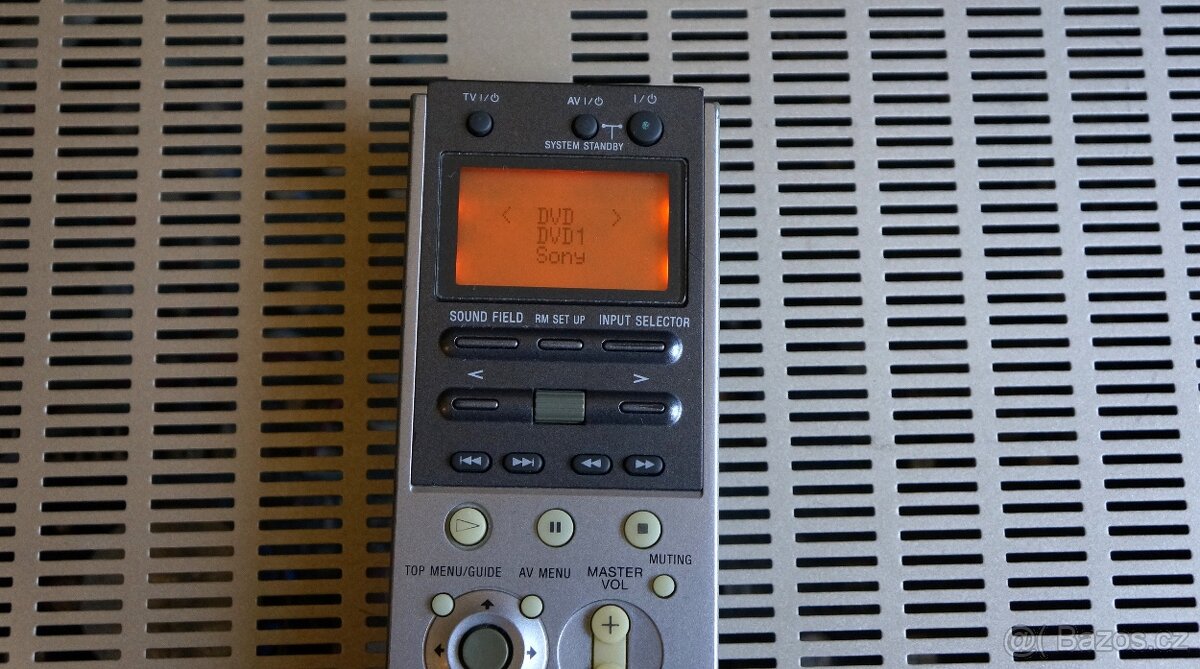 TV I/⏻ AV I/⏻ I/⏻
SYSTEM STANDBY
< DVD >
DVD1
Sony
SOUND FIELD RM SET UP INPUT SELECTOR
< >
MUTING
TOP MENU/GUIDE AV MENU MASTER
VOL
+
@( Bazos.cz